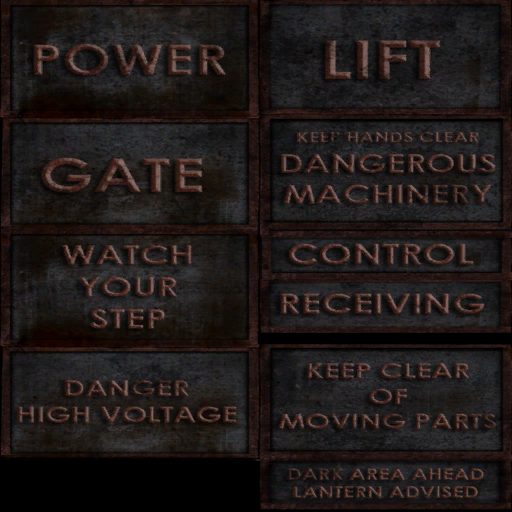 POWER
LIFT
GATE
KEEP HANDS CLEAR
DANGEROUS
MACHINERY
WATCH
YOUR
STEP
CONTROL
RECEIVING
DANGER
HIGH VOLTAGE
KEEP CLEAR
OF
MOVING PARTS
DARK AREA AHEAD
LANTERN ADVISED